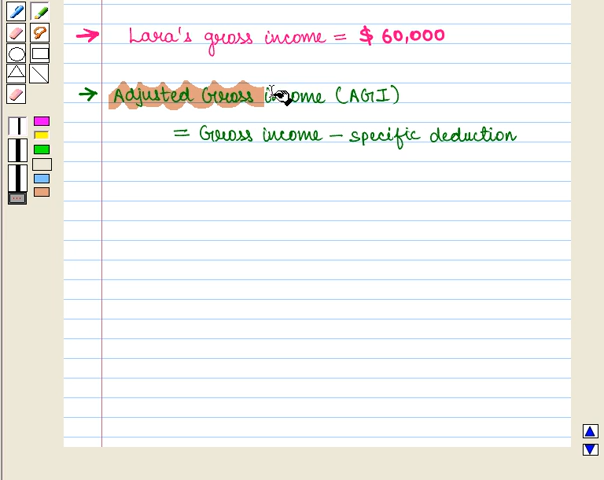 → Lara's gross income = $ 60,000
→ Adjusted Gross income (AGI)
= Gross income - specific deduction